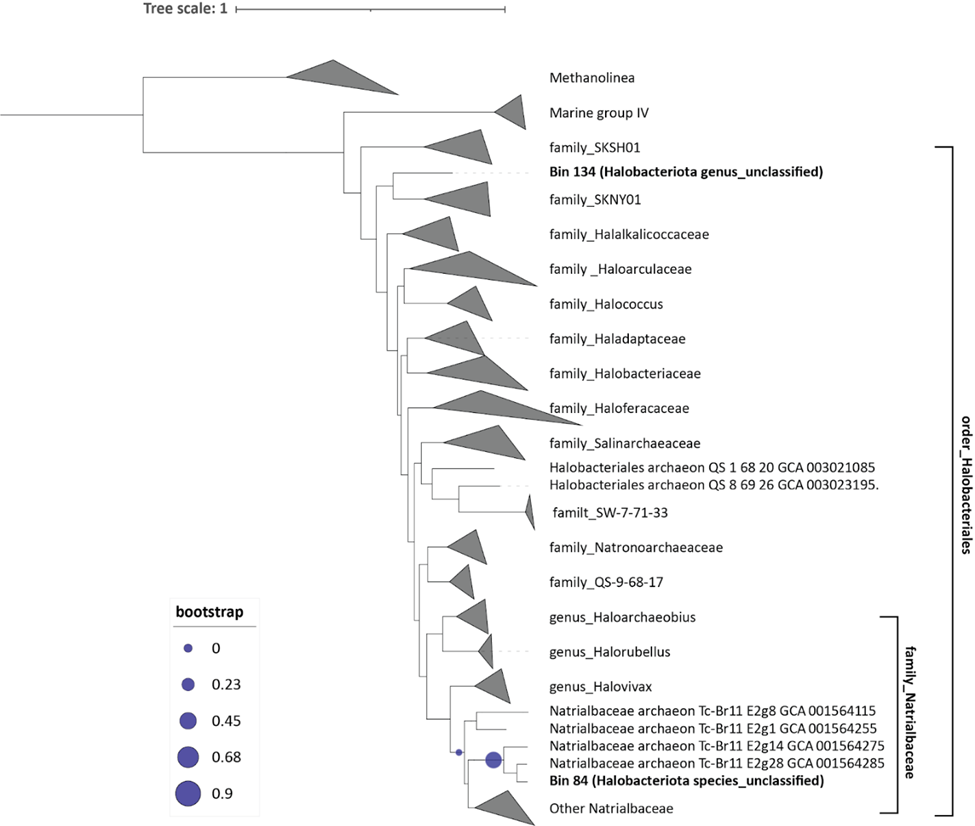 Tree scale: 1
Methanolinea
Marine group IV
family_SKSH01
Bin 134 (Halobacteriota genus_unclassified)
family_SKNY01
family_Halalkalicoccaceae
family _Haloarculaceae
family_Halococcus
family_Haladaptaceae
family_Halobacteriaceae
family_Haloferacaceae
family_Salinarchaeaceae
Halobacteriales archaeon QS 1 68 20 GCA 003021085
Halobacteriales archaeon QS 8 69 26 GCA 003023195.
familt_SW-7-71-33
family_Natronoarchaeaceae
family_QS-9-68-17
genus_Haloarchaeobius
genus_Halorubellus
genus_Halovivax
Natrialbaceae archaeon Tc-Br11 E2g8 GCA 001564115
Natrialbaceae archaeon Tc-Br11 E2g1 GCA 001564255
Natrialbaceae archaeon Tc-Br11 E2g14 GCA 001564275
Natrialbaceae archaeon Tc-Br11 E2g28 GCA 001564285
Bin 84 (Halobacteriota species_unclassified)
Other Natrialbaceae
family_Natrialbaceae
order_Halobacteriales
bootstrap
0
0.23
0.45
0.68
0.9